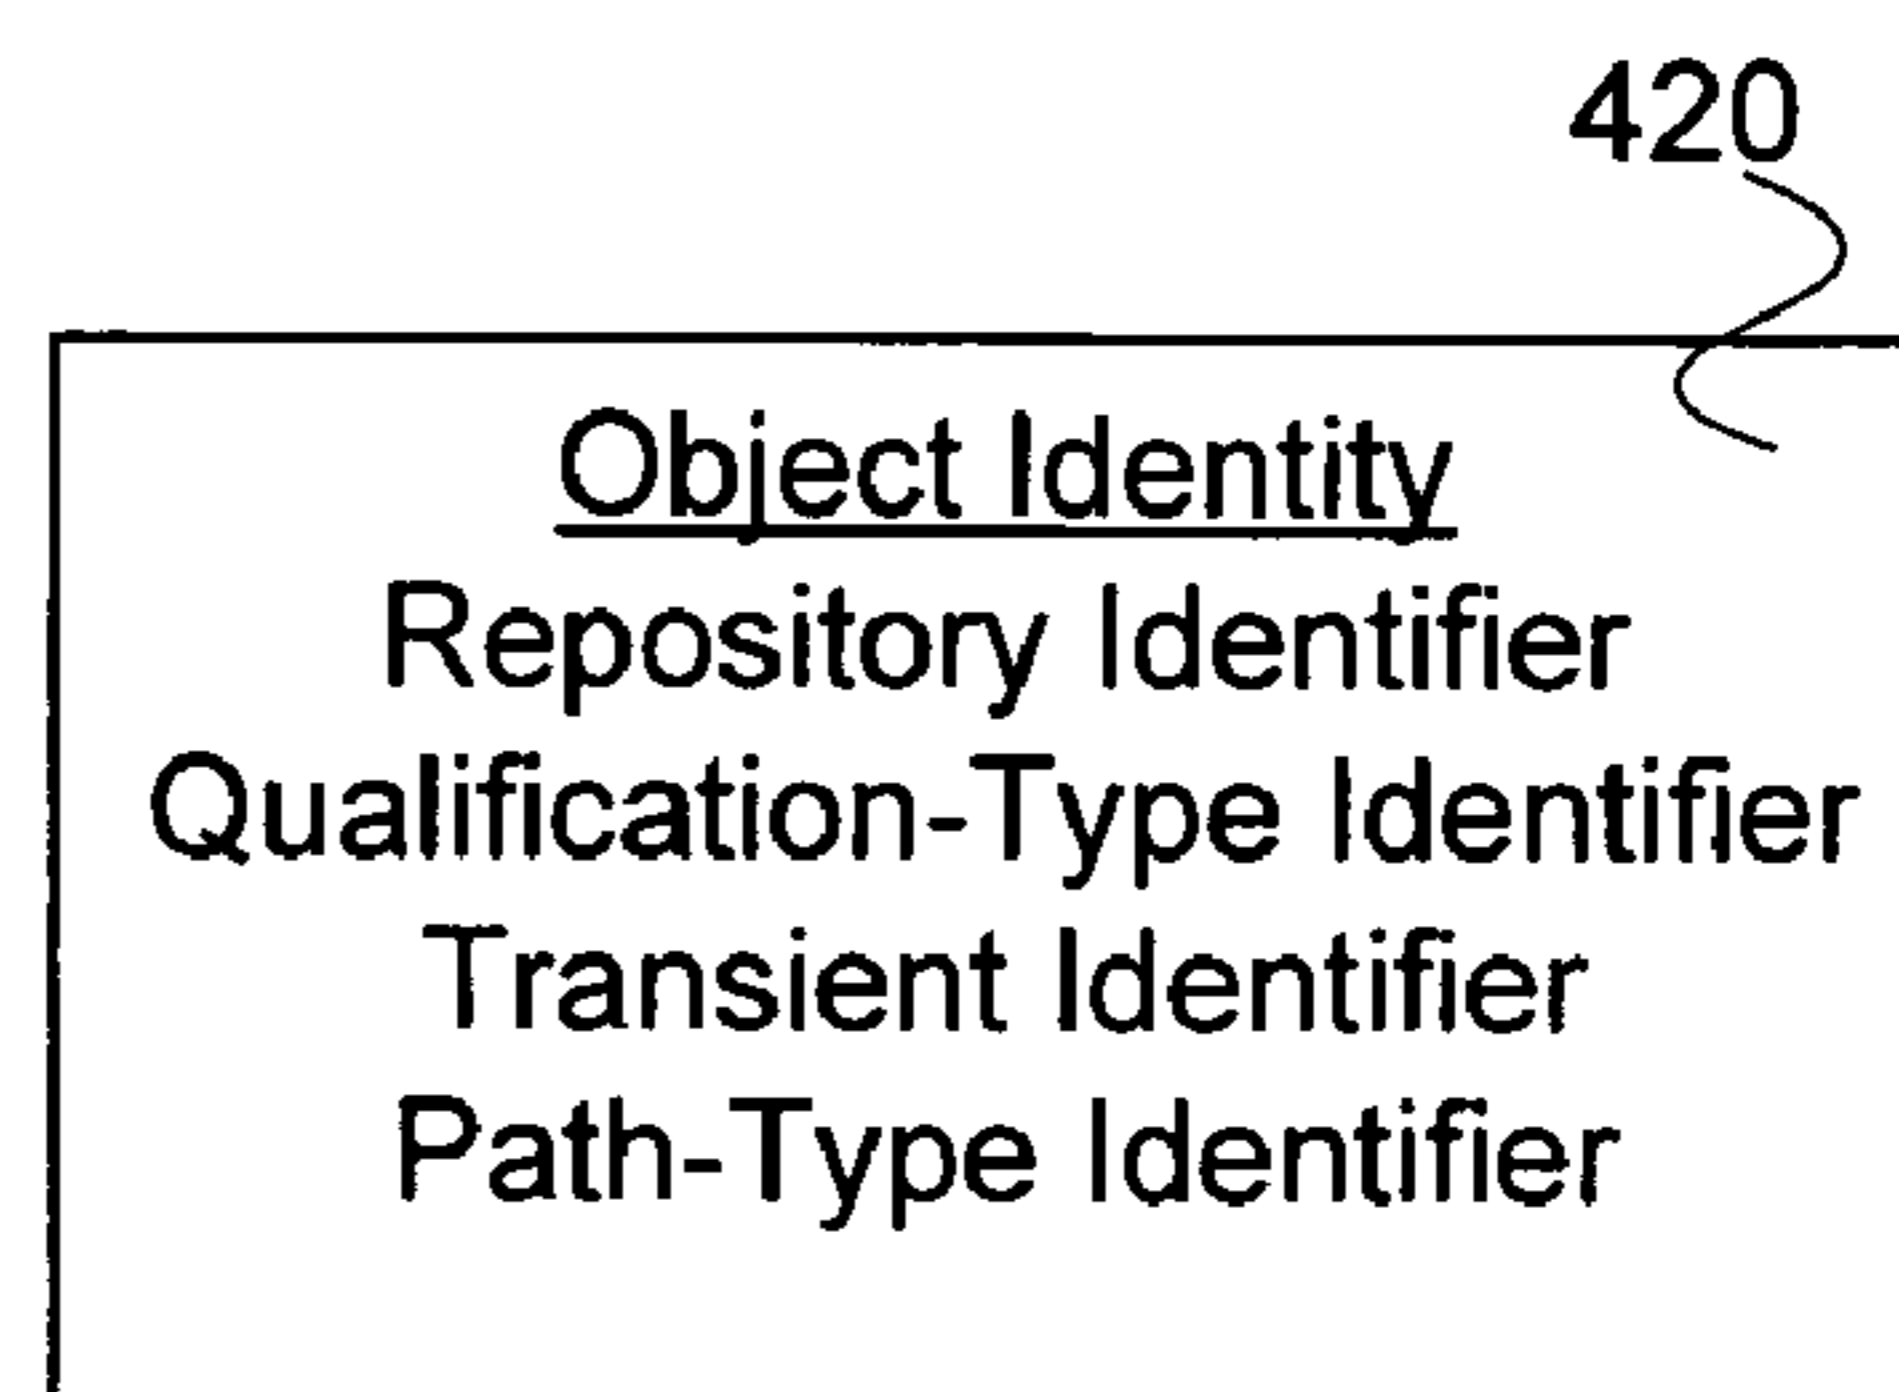 420
Object Identity
Repository Identifier
Qualification-Type Identifier
Transient Identifier
Path-Type Identifier